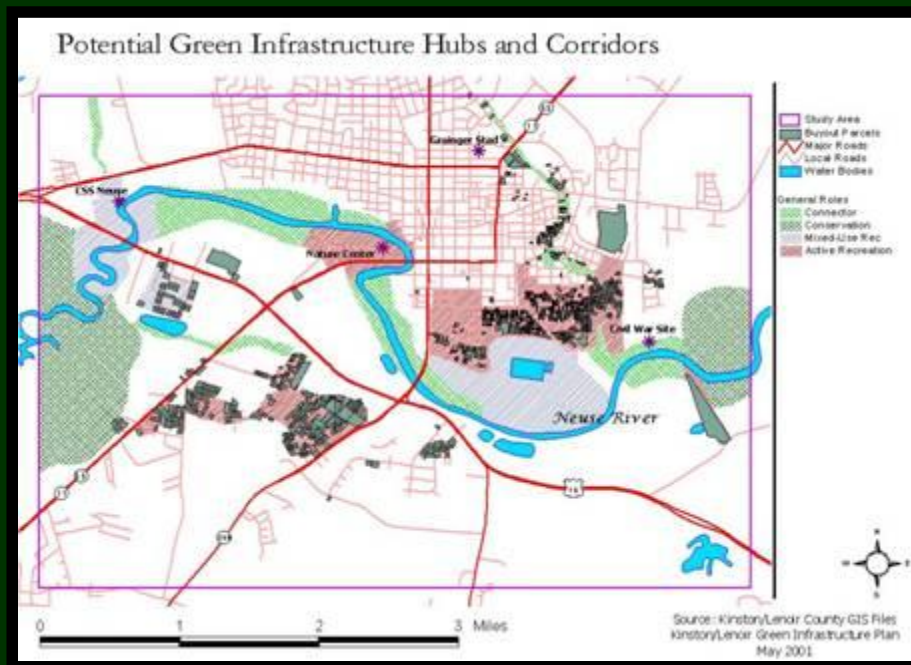 Potential Green Infrastructure Hubs and Corridors
Grainger Stad
CSS Neuse
Nature Center
Civil War Site
Neuse River
Study Area
Buyout Parcels
Major Roads
Local Roads
Water Bodies
General Roles
Connector
Conservation
Mixed-Use Rec
Active Recreation
N
W
E
S
0 1 2 3 Miles
Source: Kinston/Lenoir County GIS Files
Kinston/Lenoir Green Infrastructure Plan
May 2001